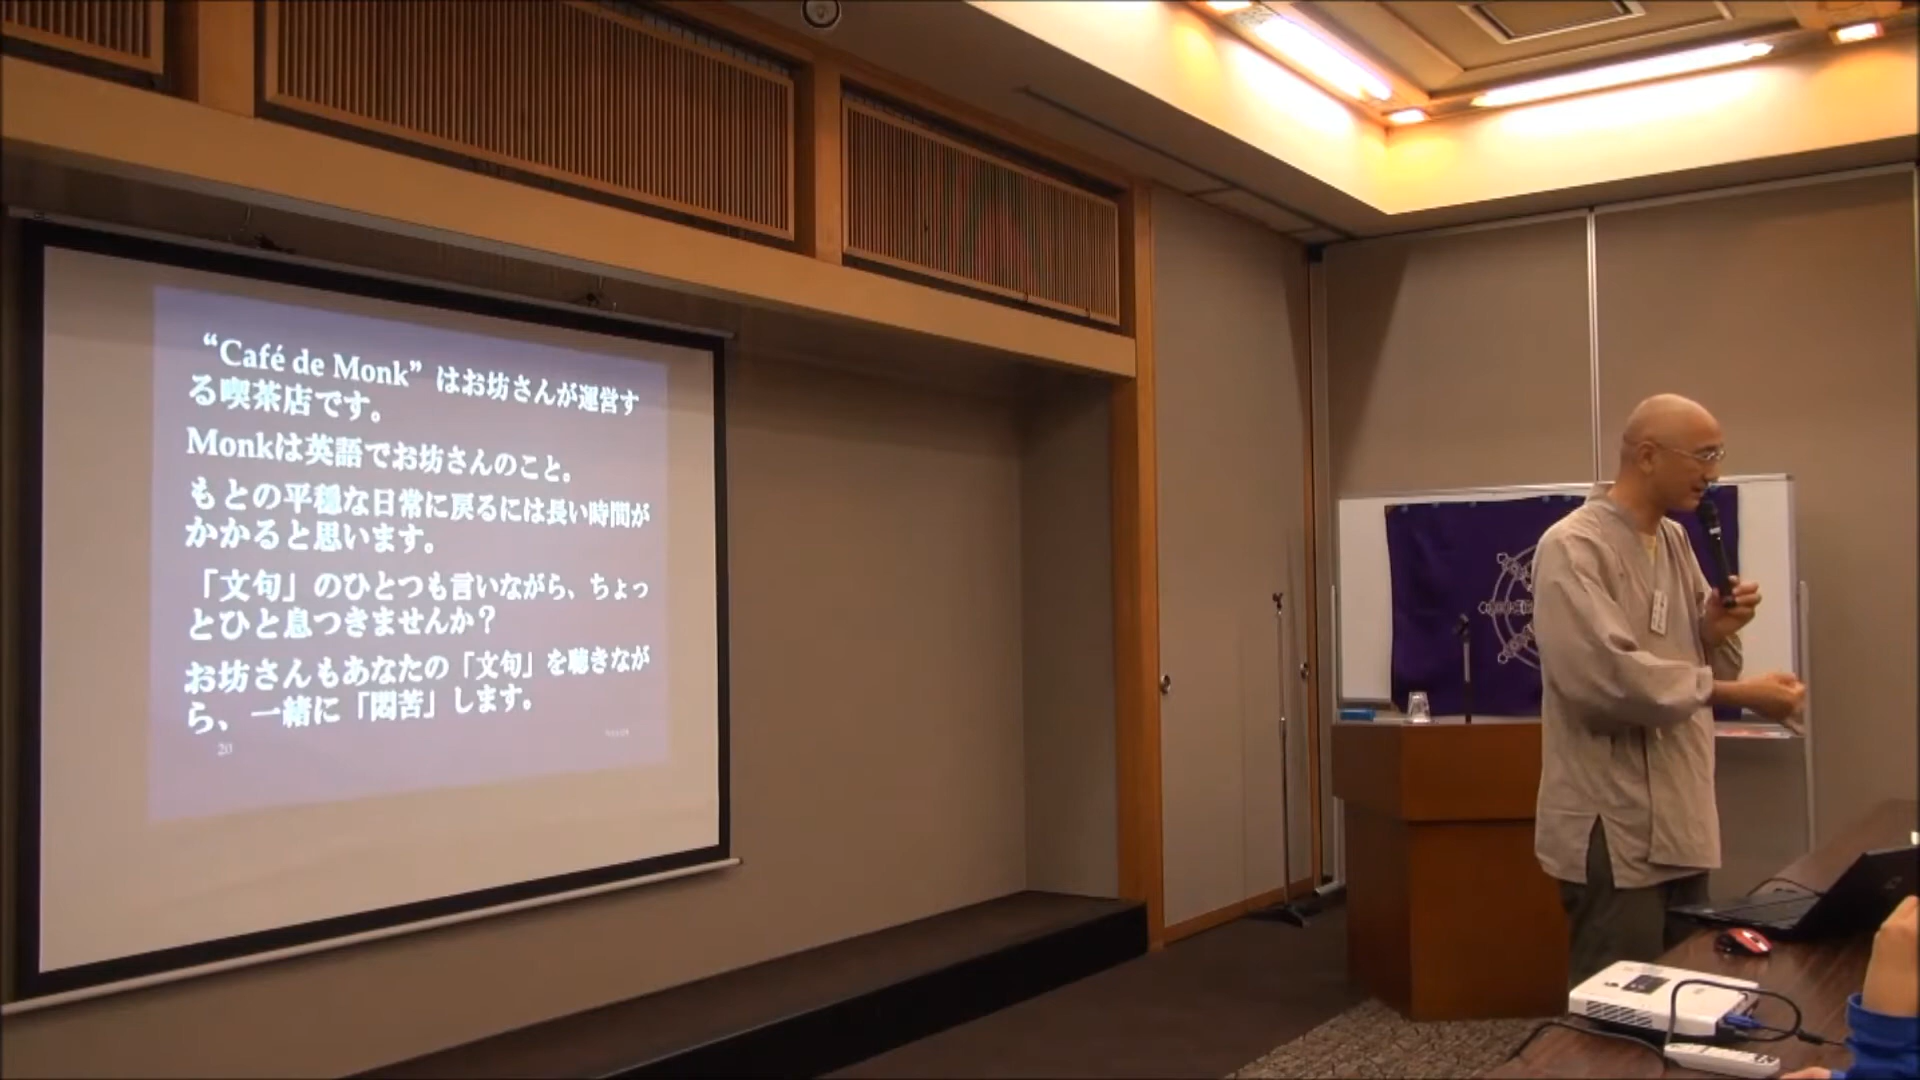 “Café de Monk”はお坊さんが運営す
る喫茶店です。
Monkは英語でお坊さんのこと。
もとの平穏な日常に戻るには長い時間が
かかると思います。
「文句」のひとつも言いながら、ちょっ
とひと息つきませんか？
お坊さんもあなたの「文句」を聴きなが
ら、一緒に「悶苦」します。
20